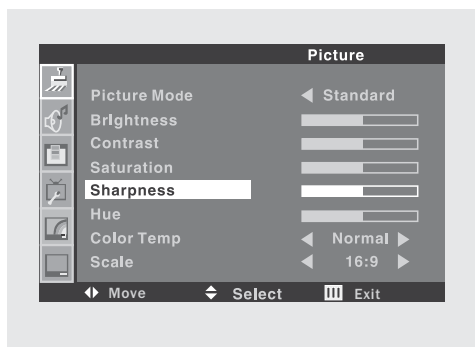 Picture
Picture Mode Standard
Brightness
Contrast
Saturation
Sharpness
Hue
Color Temp Normal
Scale 16:9
Move Select Exit